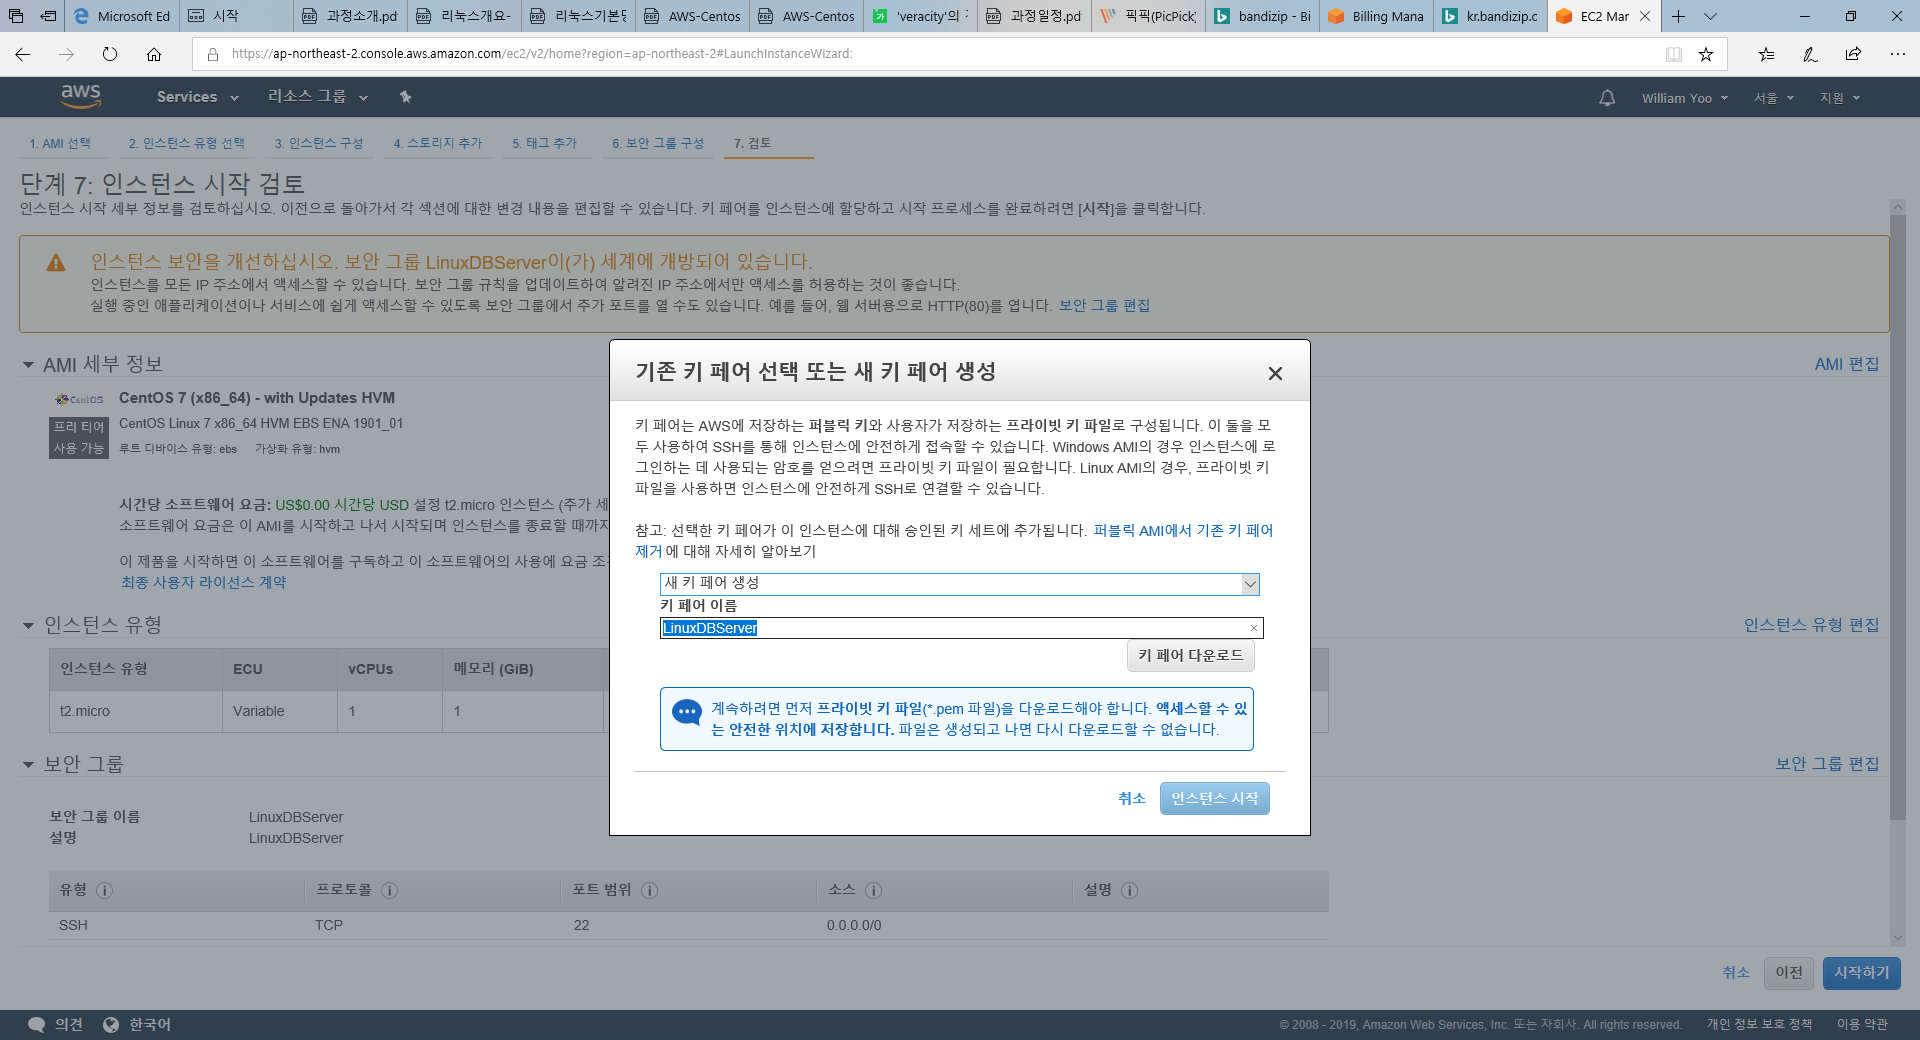 Microsoft Ed
시작
과정소개.pd
리눅스개요-
리눅스기본명
AWS-Centos
AWS-Centos
'veracity'의
과정일정.pd
픽픽(PicPick)
bandizip - Bi
Billing Mana
kr.bandizip.c
EC2 Mar
https://ap-northeast-2.console.aws.amazon.com/ec2/v2/home?region=ap-northeast-2#LaunchInstanceWizard:
aws
Services
리소스 그룹
William Yoo
서울
지원
1. AMI 선택
2. 인스턴스 유형 선택
3. 인스턴스 구성
4. 스토리지 추가
5. 태그 추가
6. 보안 그룹 구성
7. 검토
단계 7: 인스턴스 시작 검토
인스턴스 시작 세부 정보를 검토하십시오. 이전으로 돌아가서 각 섹션에 대한 변경 내용을 편집할 수 있습니다. 키 페어를 인스턴스에 할당하고 시작 프로세스를 완료하려면 [시작]을 클릭합니다.
인스턴스 보안을 개선하십시오. 보안 그룹 LinuxDBServer이(가) 세계에 개방되어 있습니다.
인스턴스를 모든 IP 주소에서 액세스할 수 있습니다. 보안 그룹 규칙을 업데이트하여 알려진 IP 주소에서만 액세스를 허용하는 것이 좋습니다.
실행 중인 애플리케이션이나 서비스에 쉽게 액세스할 수 있도록 보안 그룹에서 추가 포트를 열 수도 있습니다. 예를 들어, 웹 서버용으로 HTTP(80)를 엽니다. 보안 그룹 편집
AMI 세부 정보
AMI 편집
CentOS
프리 티어
사용 가능
CentOS 7 (x86_64) - with Updates HVM
CentOS Linux 7 x86_64 HVM EBS ENA 1901_01
루트 디바이스 유형: ebs 가상화 유형: hvm
시간당 소프트웨어 요금: US$0.00 시간당 USD 설정 t2.micro 인스턴스 (추가 세
소프트웨어 요금은 이 AMI를 시작하고 나서 시작되며 인스턴스를 종료할 때까지
이 제품을 시작하면 이 소프트웨어를 구독하고 이 소프트웨어의 사용에 요금 조
최종 사용자 라이선스 계약
인스턴스 유형
인스턴스 유형 편집
인스턴스 유형 ECU vCPUs 메모리 (GiB)
t2.micro Variable 1 1
보안 그룹
보안 그룹 편집
보안 그룹 이름 LinuxDBServer
설명 LinuxDBServer
유형 프로토콜 포트 범위 소스 설명
SSH TCP 22 0.0.0.0/0
기존 키 페어 선택 또는 새 키 페어 생성
키 페어는 AWS에 저장하는 퍼블릭 키와 사용자가 저장하는 프라이빗 키 파일로 구성됩니다. 이 둘을 모
두 사용하여 SSH를 통해 인스턴스에 안전하게 접속할 수 있습니다. Windows AMI의 경우 인스턴스에 로
그인하는 데 사용되는 암호를 얻으려면 프라이빗 키 파일이 필요합니다. Linux AMI의 경우, 프라이빗 키
파일을 사용하면 인스턴스에 안전하게 SSH로 연결할 수 있습니다.
참고: 선택한 키 페어가 이 인스턴스에 대해 승인된 키 세트에 추가됩니다. 퍼블릭 AMI에서 기존 키 페어
제거 에 대해 자세히 알아보기
새 키 페어 생성
키 페어 이름
LinuxDBServer
키 페어 다운로드
계속하려면 먼저 프라이빗 키 파일(*.pem 파일)을 다운로드해야 합니다. 액세스할 수 있
는 안전한 위치에 저장합니다. 파일은 생성되고 나면 다시 다운로드할 수 없습니다.
취소
인스턴스 시작
취소
이전
시작하기
의견
한국어
© 2008 - 2019, Amazon Web Services, Inc. 또는 자회사. All rights reserved.
개인 정보 보호 정책
이용 약관